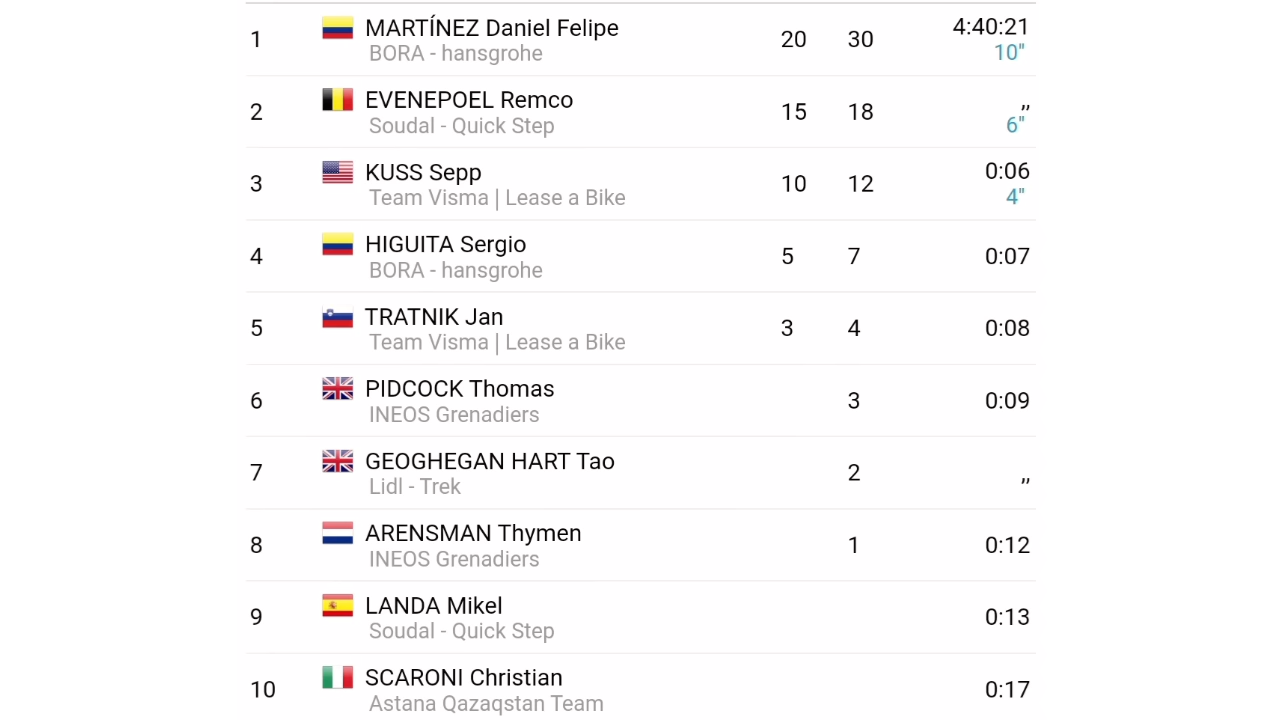 1 MARTÍNEZ Daniel Felipe 20 30 4:40:21
BORA - hansgrohe 10"
2 EVENEPOEL Remco 15 18 ,,
Soudal - Quick Step 6"
3 KUSS Sepp 10 12 0:06
Team Visma | Lease a Bike 4"
4 HIGUITA Sergio 5 7 0:07
BORA - hansgrohe
5 TRATNIK Jan 3 4 0:08
Team Visma | Lease a Bike
6 PIDCOCK Thomas 3 0:09
INEOS Grenadiers
7 GEOGHEGAN HART Tao 2 ,,
Lidl - Trek
8 ARENSMAN Thymen 1 0:12
INEOS Grenadiers
9 LANDA Mikel 0:13
Soudal - Quick Step
10 SCARONI Christian 0:17
Astana Qazaqstan Team